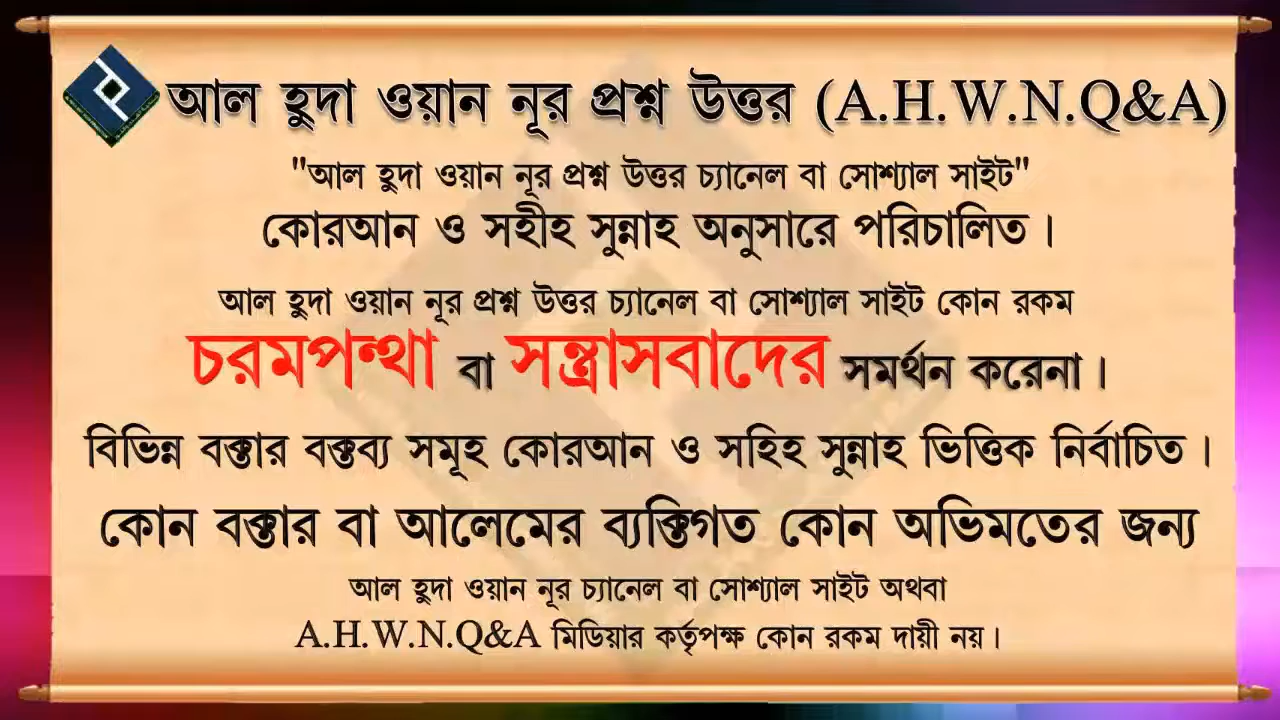 আল হুদা ওয়ান নূর প্রশ্ন উত্তর (A.H.W.N.Q&A)
"আল হুদা ওয়ান নূর প্রশ্ন উত্তর চ্যানেল বা সোশ্যাল সাইট"
কোরআন ও সহীহ সুন্নাহ অনুসারে পরিচালিত।
আল হুদা ওয়ান নূর প্রশ্ন উত্তর চ্যানেল বা সোশ্যাল সাইট কোন রকম
চরমপন্থা বা সন্ত্রাসবাদের সমর্থন করেনা।
বিভিন্ন বক্তার বক্তব্য সমূহ কোরআন ও সহিহ সুন্নাহ ভিত্তিক নির্বাচিত।
কোন বক্তার বা আলেমের ব্যক্তিগত কোন অভিমতের জন্য
আল হুদা ওয়ান নূর চ্যানেল বা সোশ্যাল সাইট অথবা
A.H.W.N.Q&A মিডিয়ার কর্তৃপক্ষ কোন রকম দায়ী নয়।